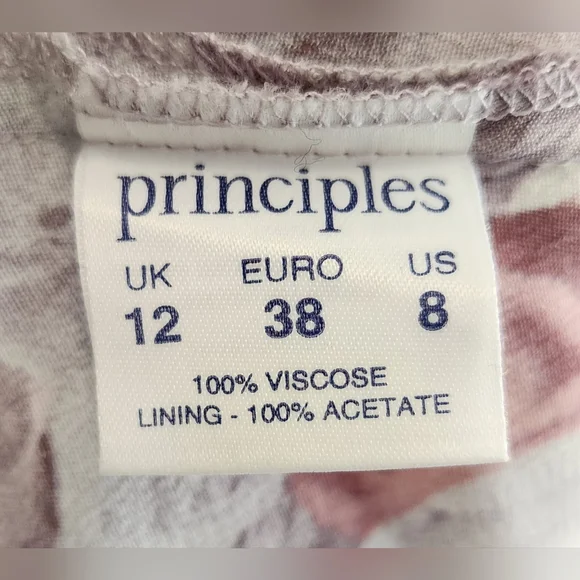 principles
UK EURO US
12 38 8
100% VISCOSE
LINING - 100% ACETATE